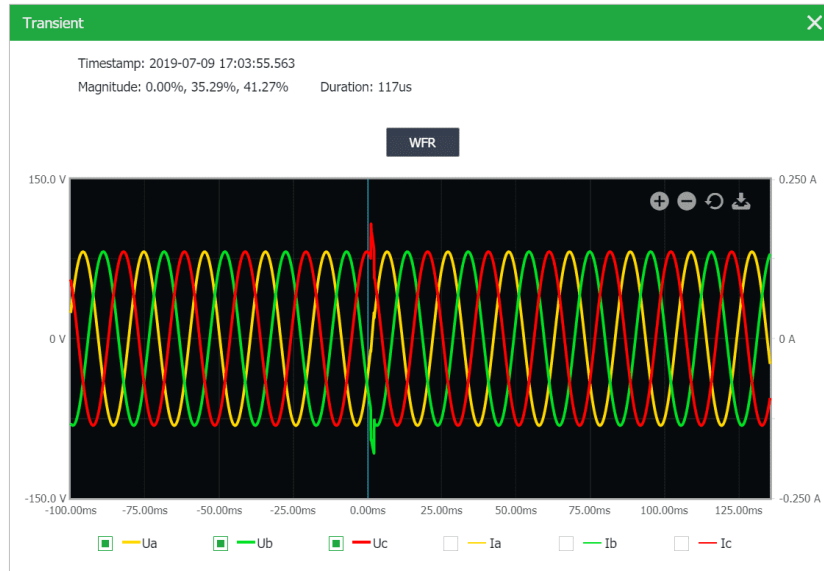 Transient
Timestamp: 2019-07-09 17:03:55.563
Magnitude: 0.00%, 35.29%, 41.27% Duration: 117us
WFR
150.0 V 0.250 A
0 V 0 A
-150.0 V -0.250 A
-100.00ms -75.00ms -50.00ms -25.00ms 0.00ms 25.00ms 50.00ms 75.00ms 100.00ms 125.00ms
Ua Ub Uc Ia Ib Ic